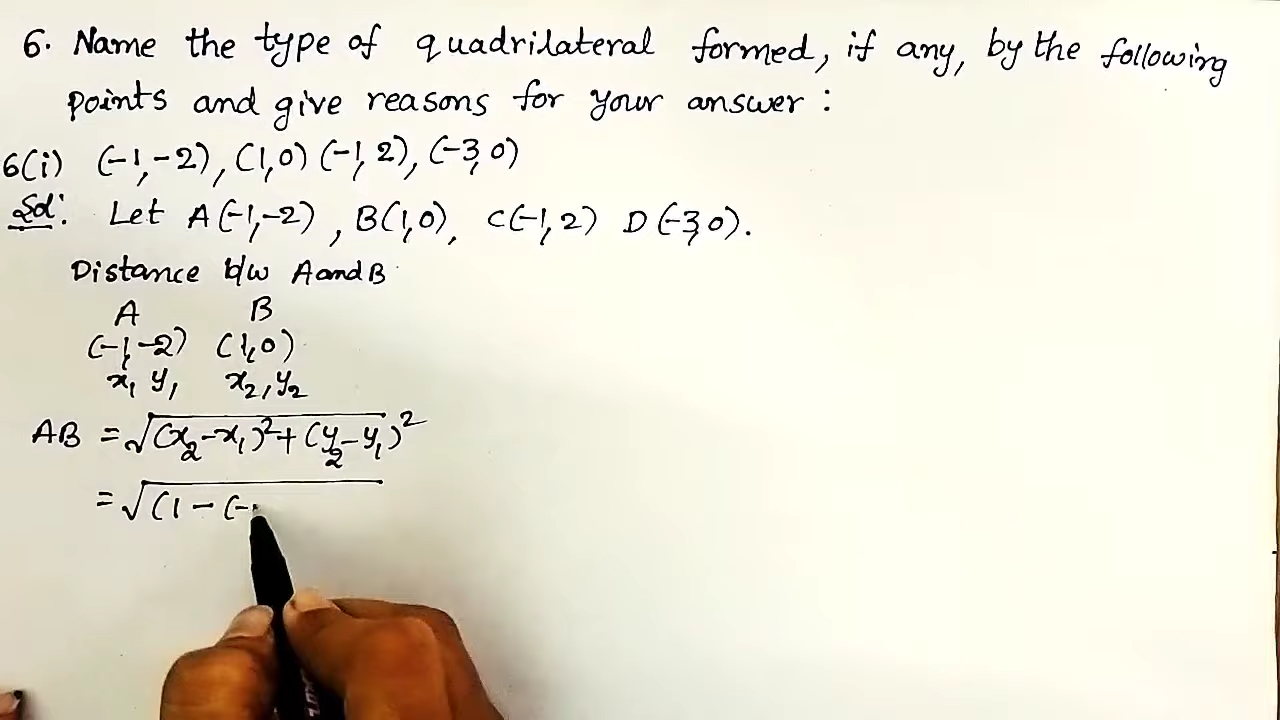 6. Name the type of quadrilateral formed, if any, by the following
points and give reasons for your answer :
6(i) (-1,-2), (1,0) (-1,2), (-3,0)
Sol: Let A(-1,-2), B(1,0), C(-1,2) D(-3,0).
Distance b/w A and B
A B
(-1,-2) (1,0)
x₁ y₁ x₂,y₂
AB = √(x₂-x₁)²+(y₂-y₁)²
= √(1-(-